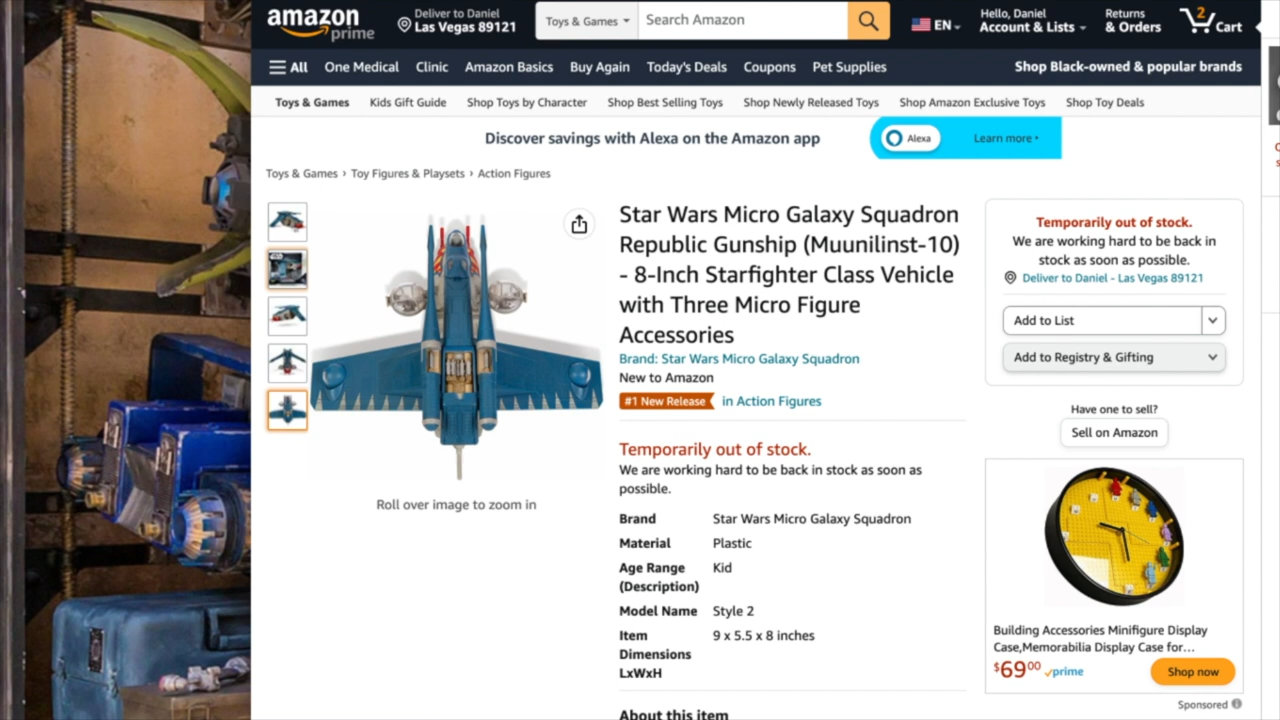 amazon
prime
Deliver to Daniel
Las Vegas 89121
Toys & Games
Search Amazon
EN
Hello, Daniel
Account & Lists
Returns
& Orders
2
Cart
All
One Medical
Clinic
Amazon Basics
Buy Again
Today's Deals
Coupons
Pet Supplies
Shop Black-owned & popular brands
Toys & Games
Kids Gift Guide
Shop Toys by Character
Shop Best Selling Toys
Shop Newly Released Toys
Shop Amazon Exclusive Toys
Shop Toy Deals
Discover savings with Alexa on the Amazon app
Alexa
Learn more
Toys & Games › Toy Figures & Playsets › Action Figures
Roll over image to zoom in
Star Wars Micro Galaxy Squadron
Republic Gunship (Muunilinst-10)
- 8-Inch Starfighter Class Vehicle
with Three Micro Figure
Accessories
Brand: Star Wars Micro Galaxy Squadron
New to Amazon
#1 New Release in Action Figures
Temporarily out of stock.
We are working hard to be back in stock as soon as
possible.
Brand Star Wars Micro Galaxy Squadron
Material Plastic
Age Range Kid
(Description)
Model Name Style 2
Item 9 x 5.5 x 8 inches
Dimensions
LxWxH
About this item
Temporarily out of stock.
We are working hard to be back in
stock as soon as possible.
Deliver to Daniel - Las Vegas 89121
Add to List
Add to Registry & Gifting
Have one to sell?
Sell on Amazon
Building Accessories Minifigure Display
Case,Memorabilia Display Case for...
$6900 prime
Shop now
Sponsored